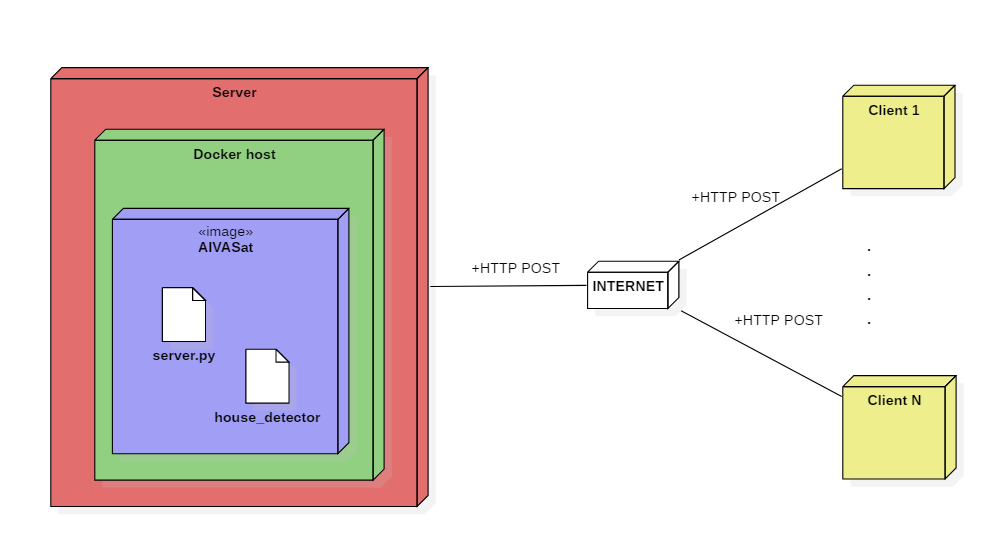 Server
Docker host
«image»
AIVASat
server.py
house_detector
+HTTP POST
INTERNET
+HTTP POST
+HTTP POST
Client 1
.
.
.
.
Client N